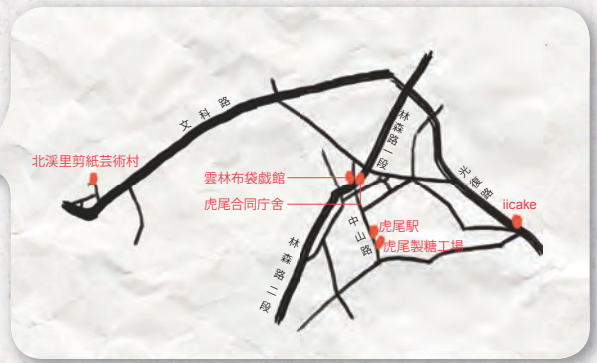 文科路
林森路一段
北渓里剪紙芸術村
雲林布袋戲館
光復路
虎尾合同庁舎
iicake
中山路
虎尾駅
虎尾製糖工場
林森路二段